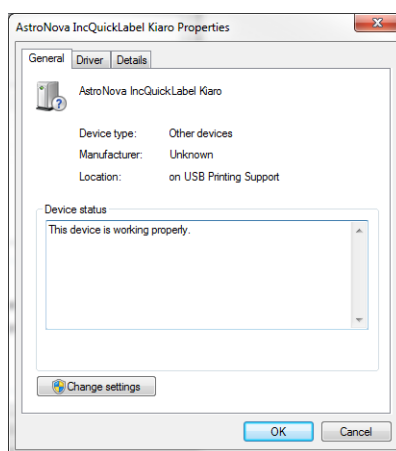 AstroNova IncQuickLabel Kiaro Properties
General Driver Details
AstroNova IncQuickLabel Kiaro
Device type: Other devices
Manufacturer: Unknown
Location: on USB Printing Support
Device status
This device is working properly.
Change settings
OK Cancel